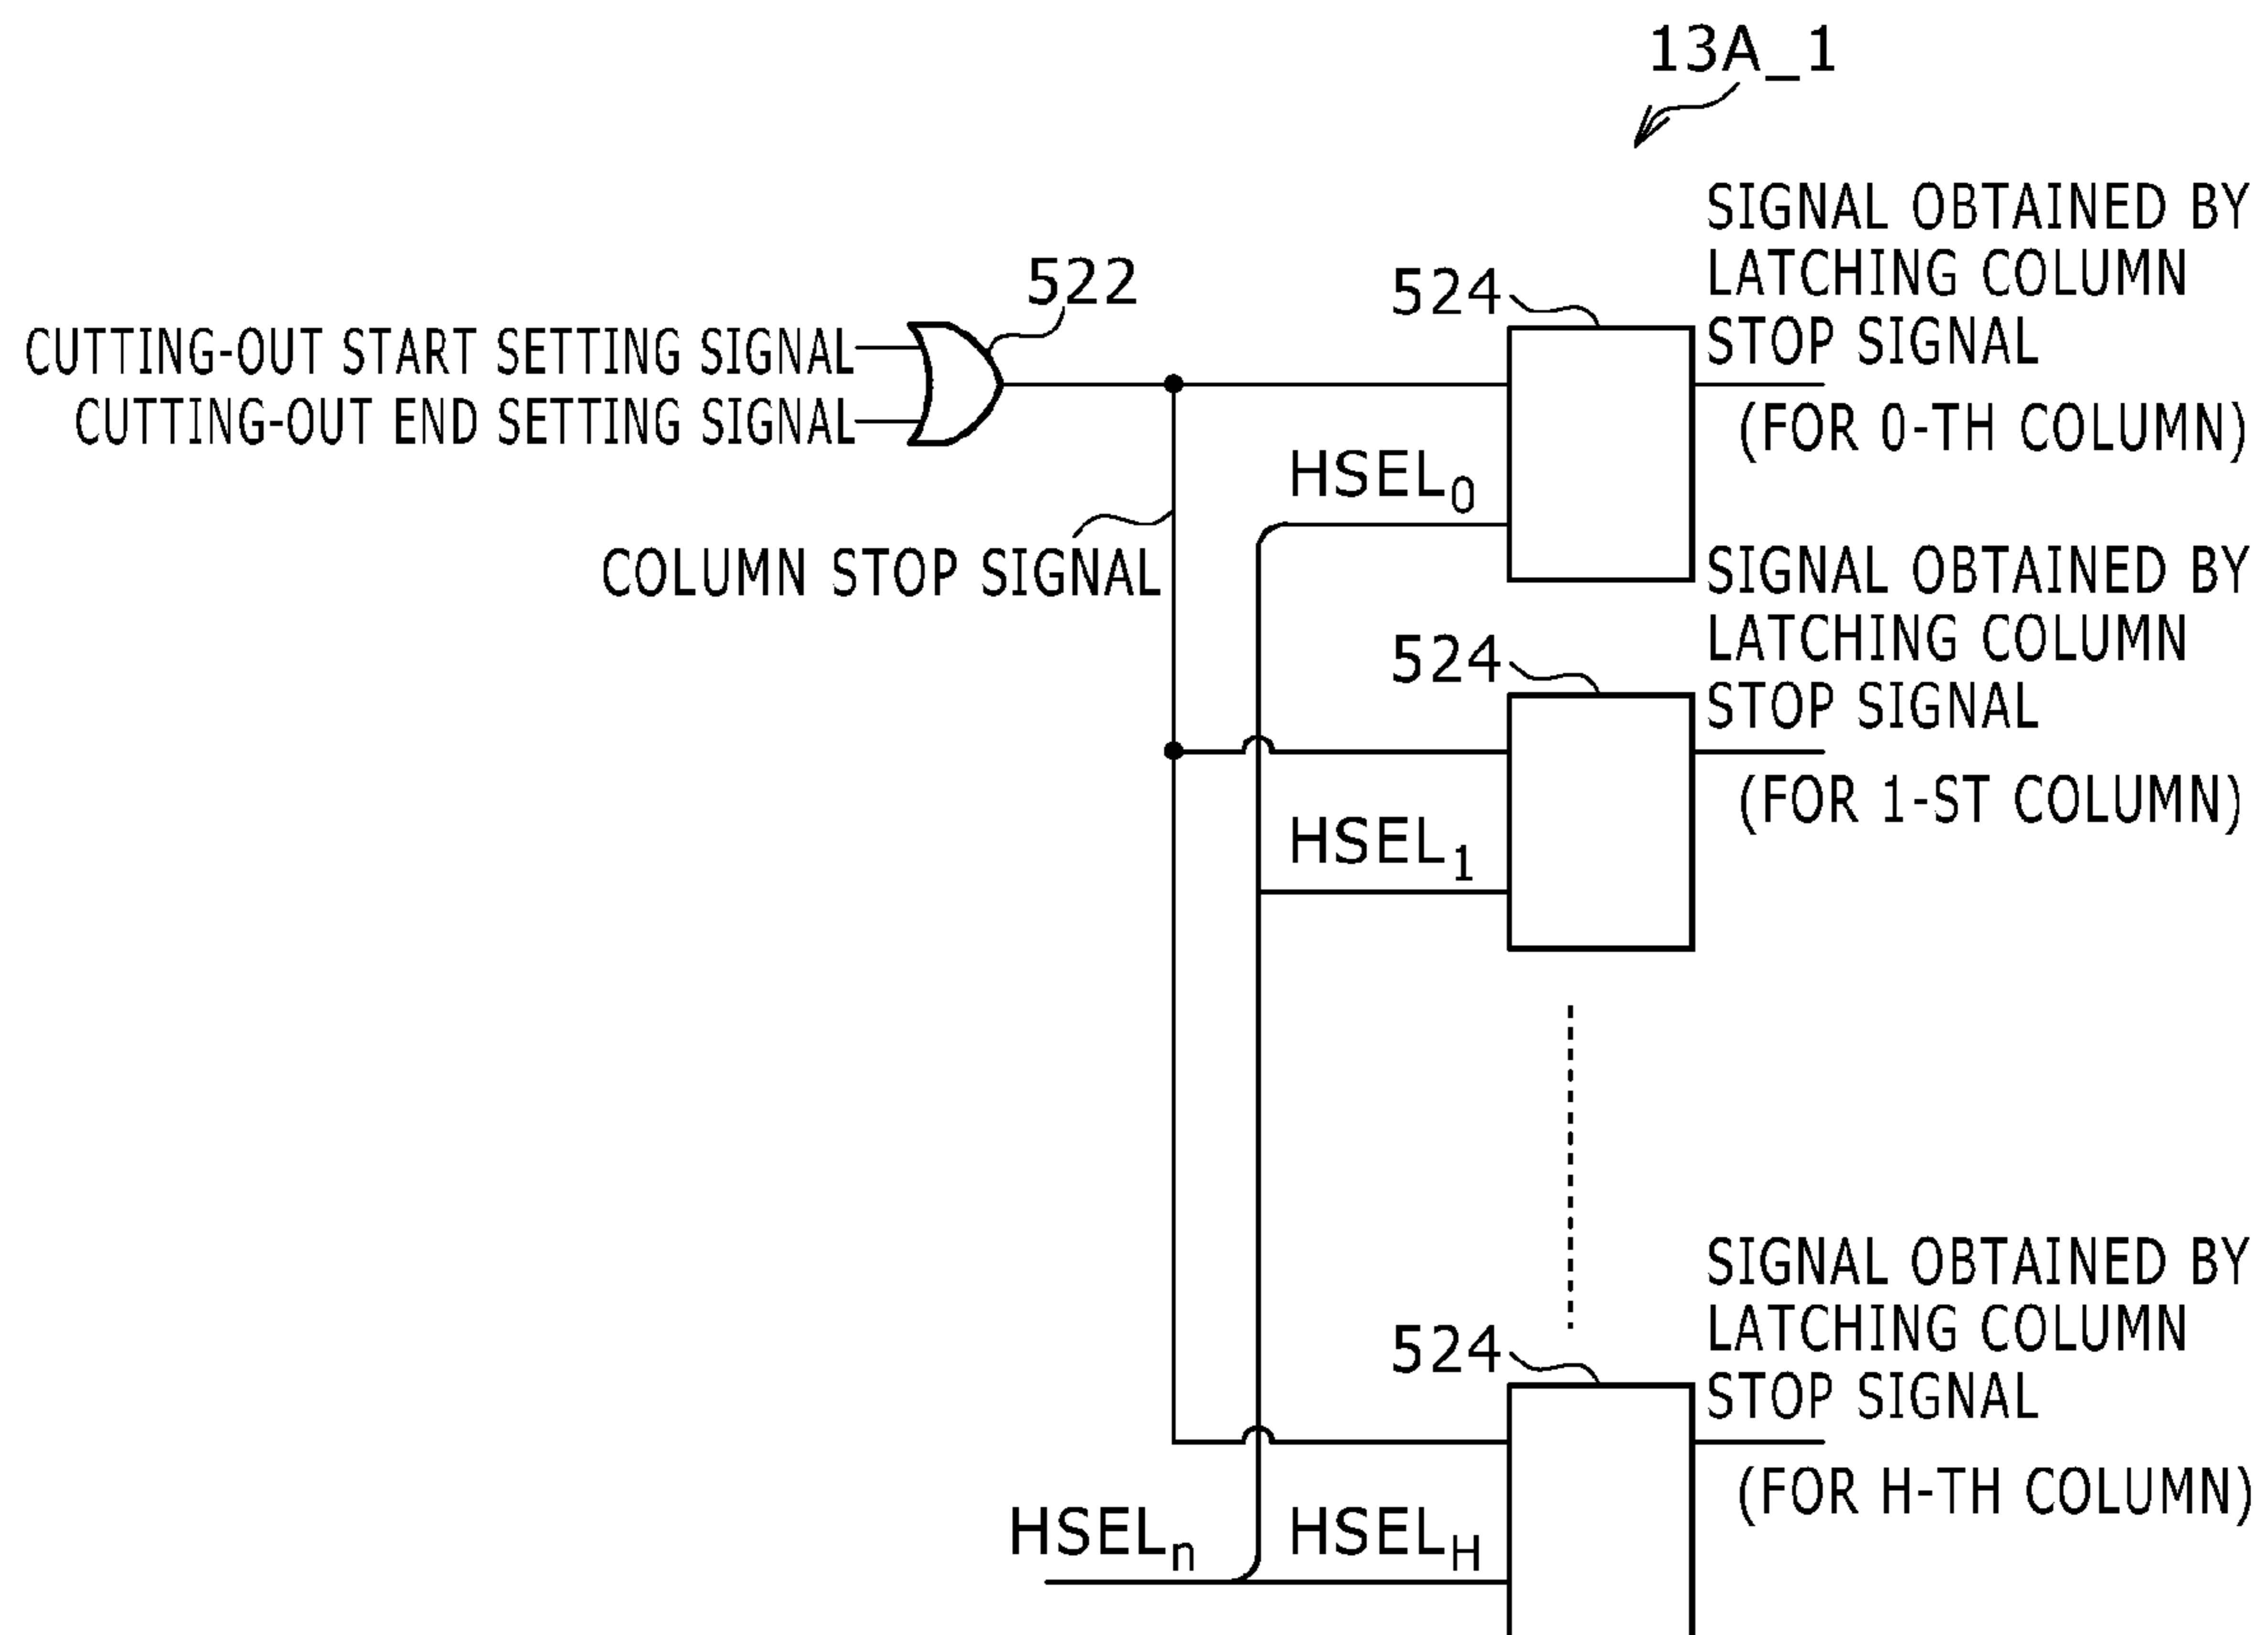 13A_1
SIGNAL OBTAINED BY
LATCHING COLUMN
STOP SIGNAL
(FOR 0-TH COLUMN)
522
524
CUTTING-OUT START SETTING SIGNAL
CUTTING-OUT END SETTING SIGNAL
HSEL0
COLUMN STOP SIGNAL
SIGNAL OBTAINED BY
LATCHING COLUMN
STOP SIGNAL
(FOR 1-ST COLUMN)
524
HSEL1
SIGNAL OBTAINED BY
LATCHING COLUMN
STOP SIGNAL
(FOR H-TH COLUMN)
524
HSELn
HSELH